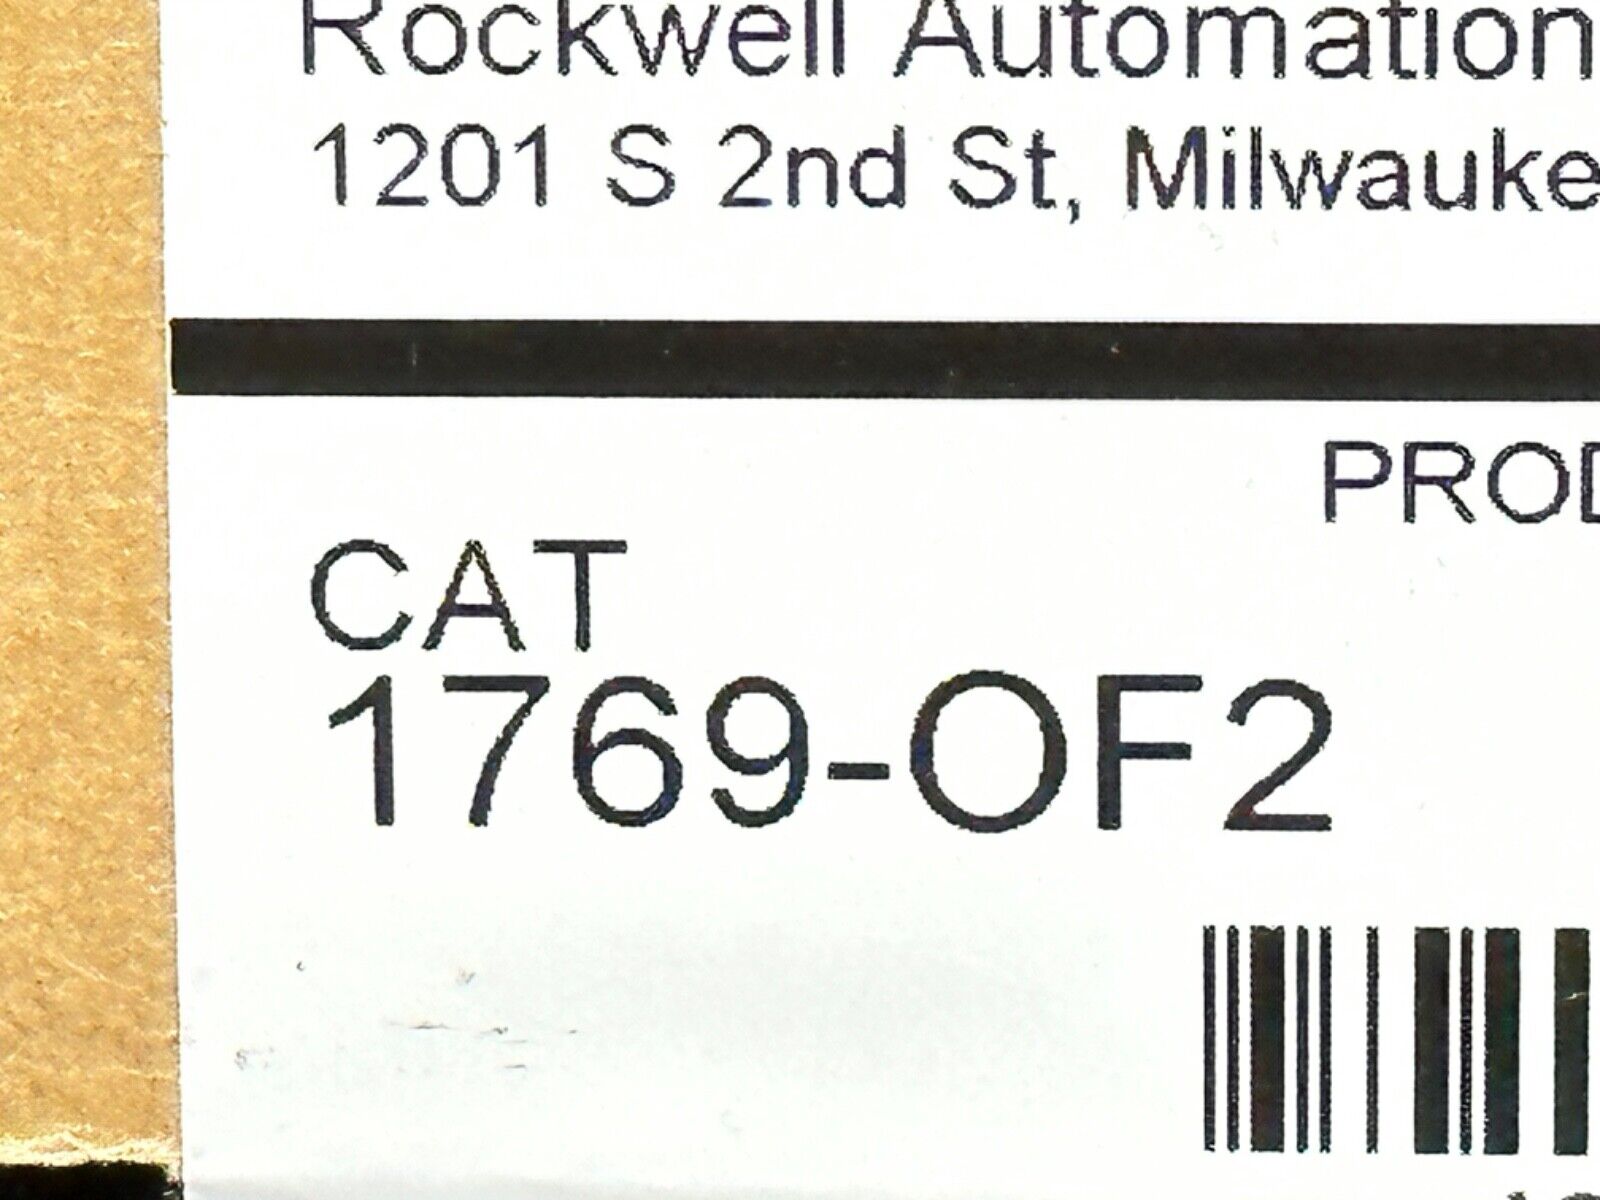 Rockwell Automation
1201 S 2nd St, Milwauke
PROD
CAT
1769-OF2